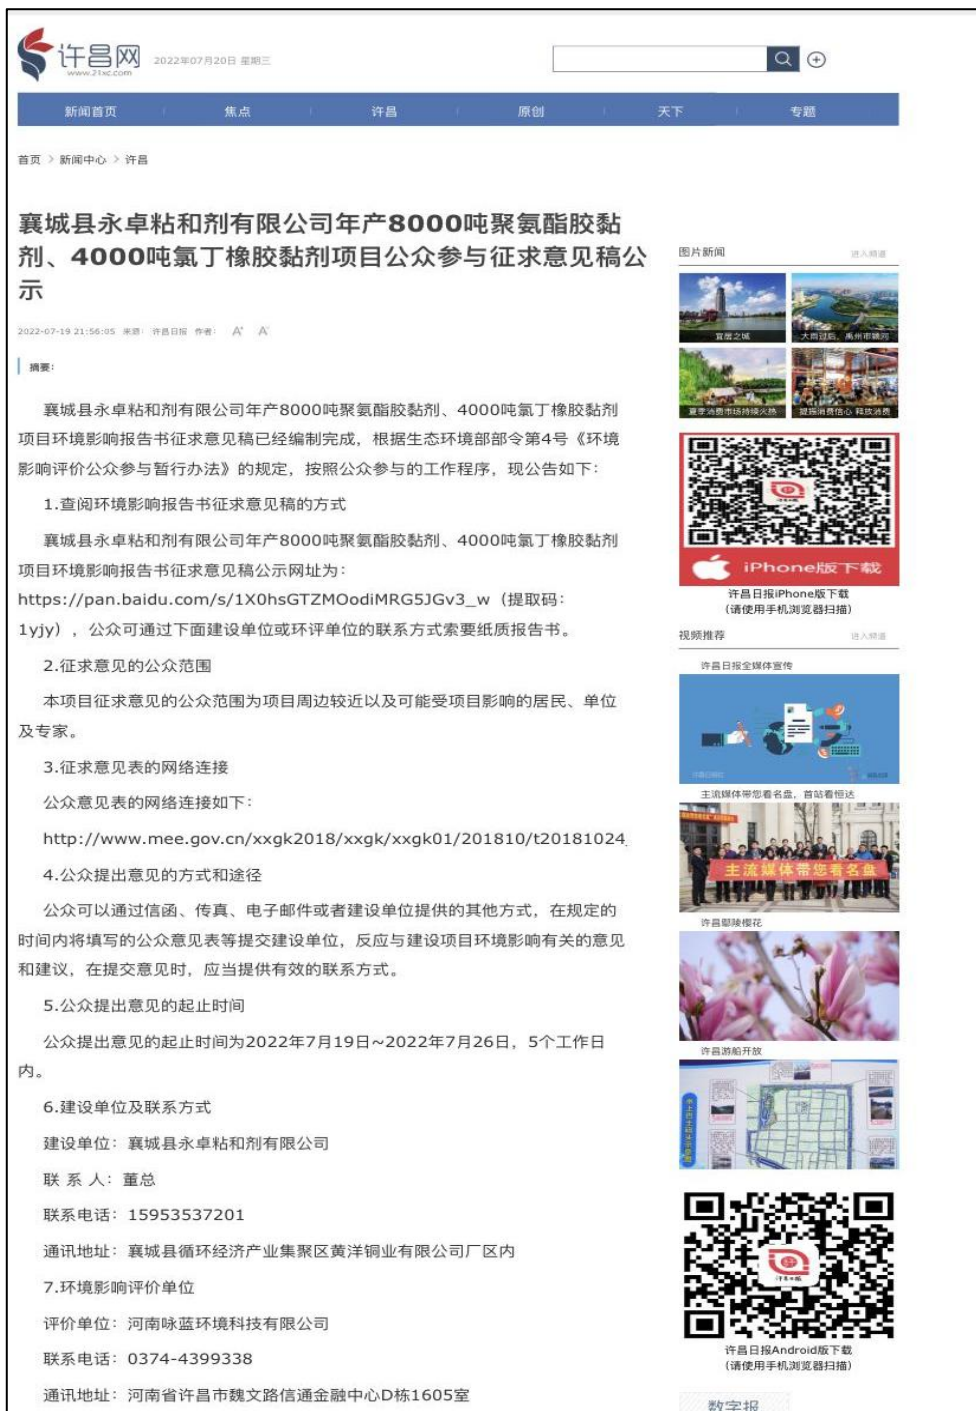 许昌网
www.21xc.com
2022年07月20日 星期三
新闻首页
焦点
许昌
原创
天下
专题
首页 > 新闻中心 > 许昌
襄城县永卓粘和剂有限公司年产8000吨聚氨酯胶黏
剂、4000吨氯丁橡胶黏剂项目公众参与征求意见稿公
示
2022-07-19 21:56:05 来源: 许昌日报 作者: A+ A-
摘要:
襄城县永卓粘和剂有限公司年产8000吨聚氨酯胶黏剂、4000吨氯丁橡胶黏剂
项目环境影响报告书征求意见稿已经编制完成，根据生态环境部部令第4号《环境
影响评价公众参与暂行办法》的规定，按照公众参与的工作程序，现公告如下：
1.查阅环境影响报告书征求意见稿的方式
襄城县永卓粘和剂有限公司年产8000吨聚氨酯胶黏剂、4000吨氯丁橡胶黏剂
项目环境影响报告书征求意见稿公示网址为：
https://pan.baidu.com/s/1X0hsGTZMOodiMRG5JGv3_w（提取码：
1yjy），公众可通过下面建设单位或环评单位的联系方式索要纸质报告书。
2.征求意见的公众范围
本项目征求意见的公众范围为项目周边较近以及可能受项目影响的居民、单位
及专家。
3.征求意见表的网络连接
公众意见表的网络连接如下：
http://www.mee.gov.cn/xxgk2018/xxgk/xxgk01/201810/t20181024_
4.公众提出意见的方式和途径
公众可以通过信函、传真、电子邮件或者建设单位提供的其他方式，在规定的
时间内将填写的公众意见表等提交建设单位，反应与建设项目环境影响有关的意见
和建议，在提交意见时，应当提供有效的联系方式。
5.公众提出意见的起止时间
公众提出意见的起止时间为2022年7月19日~2022年7月26日，5个工作日
内。
6.建设单位及联系方式
建设单位：襄城县永卓粘和剂有限公司
联 系 人：董总
联系电话：15953537201
通讯地址：襄城县循环经济产业集聚区黄洋铜业有限公司厂区内
7.环境影响评价单位
评价单位：河南咏蓝环境科技有限公司
联系电话：0374-4399338
通讯地址：河南省许昌市魏文路信通金融中心D栋1605室
图片新闻
进入频道
宜居之城
大雨过后，禹州市颍河
夏季消费市场持续火热
提振消费信心 释放消费
iPhone版下载
许昌日报iPhone版下载
（请使用手机浏览器扫描）
视频推荐
进入频道
许昌日报全媒体宣传
主流媒体带您看名盘，首站看恒达
主流媒体带您看名盘
许昌鄢陵樱花
许昌游船开放
许昌日报Android版下载
（请使用手机浏览器扫描）
数字报